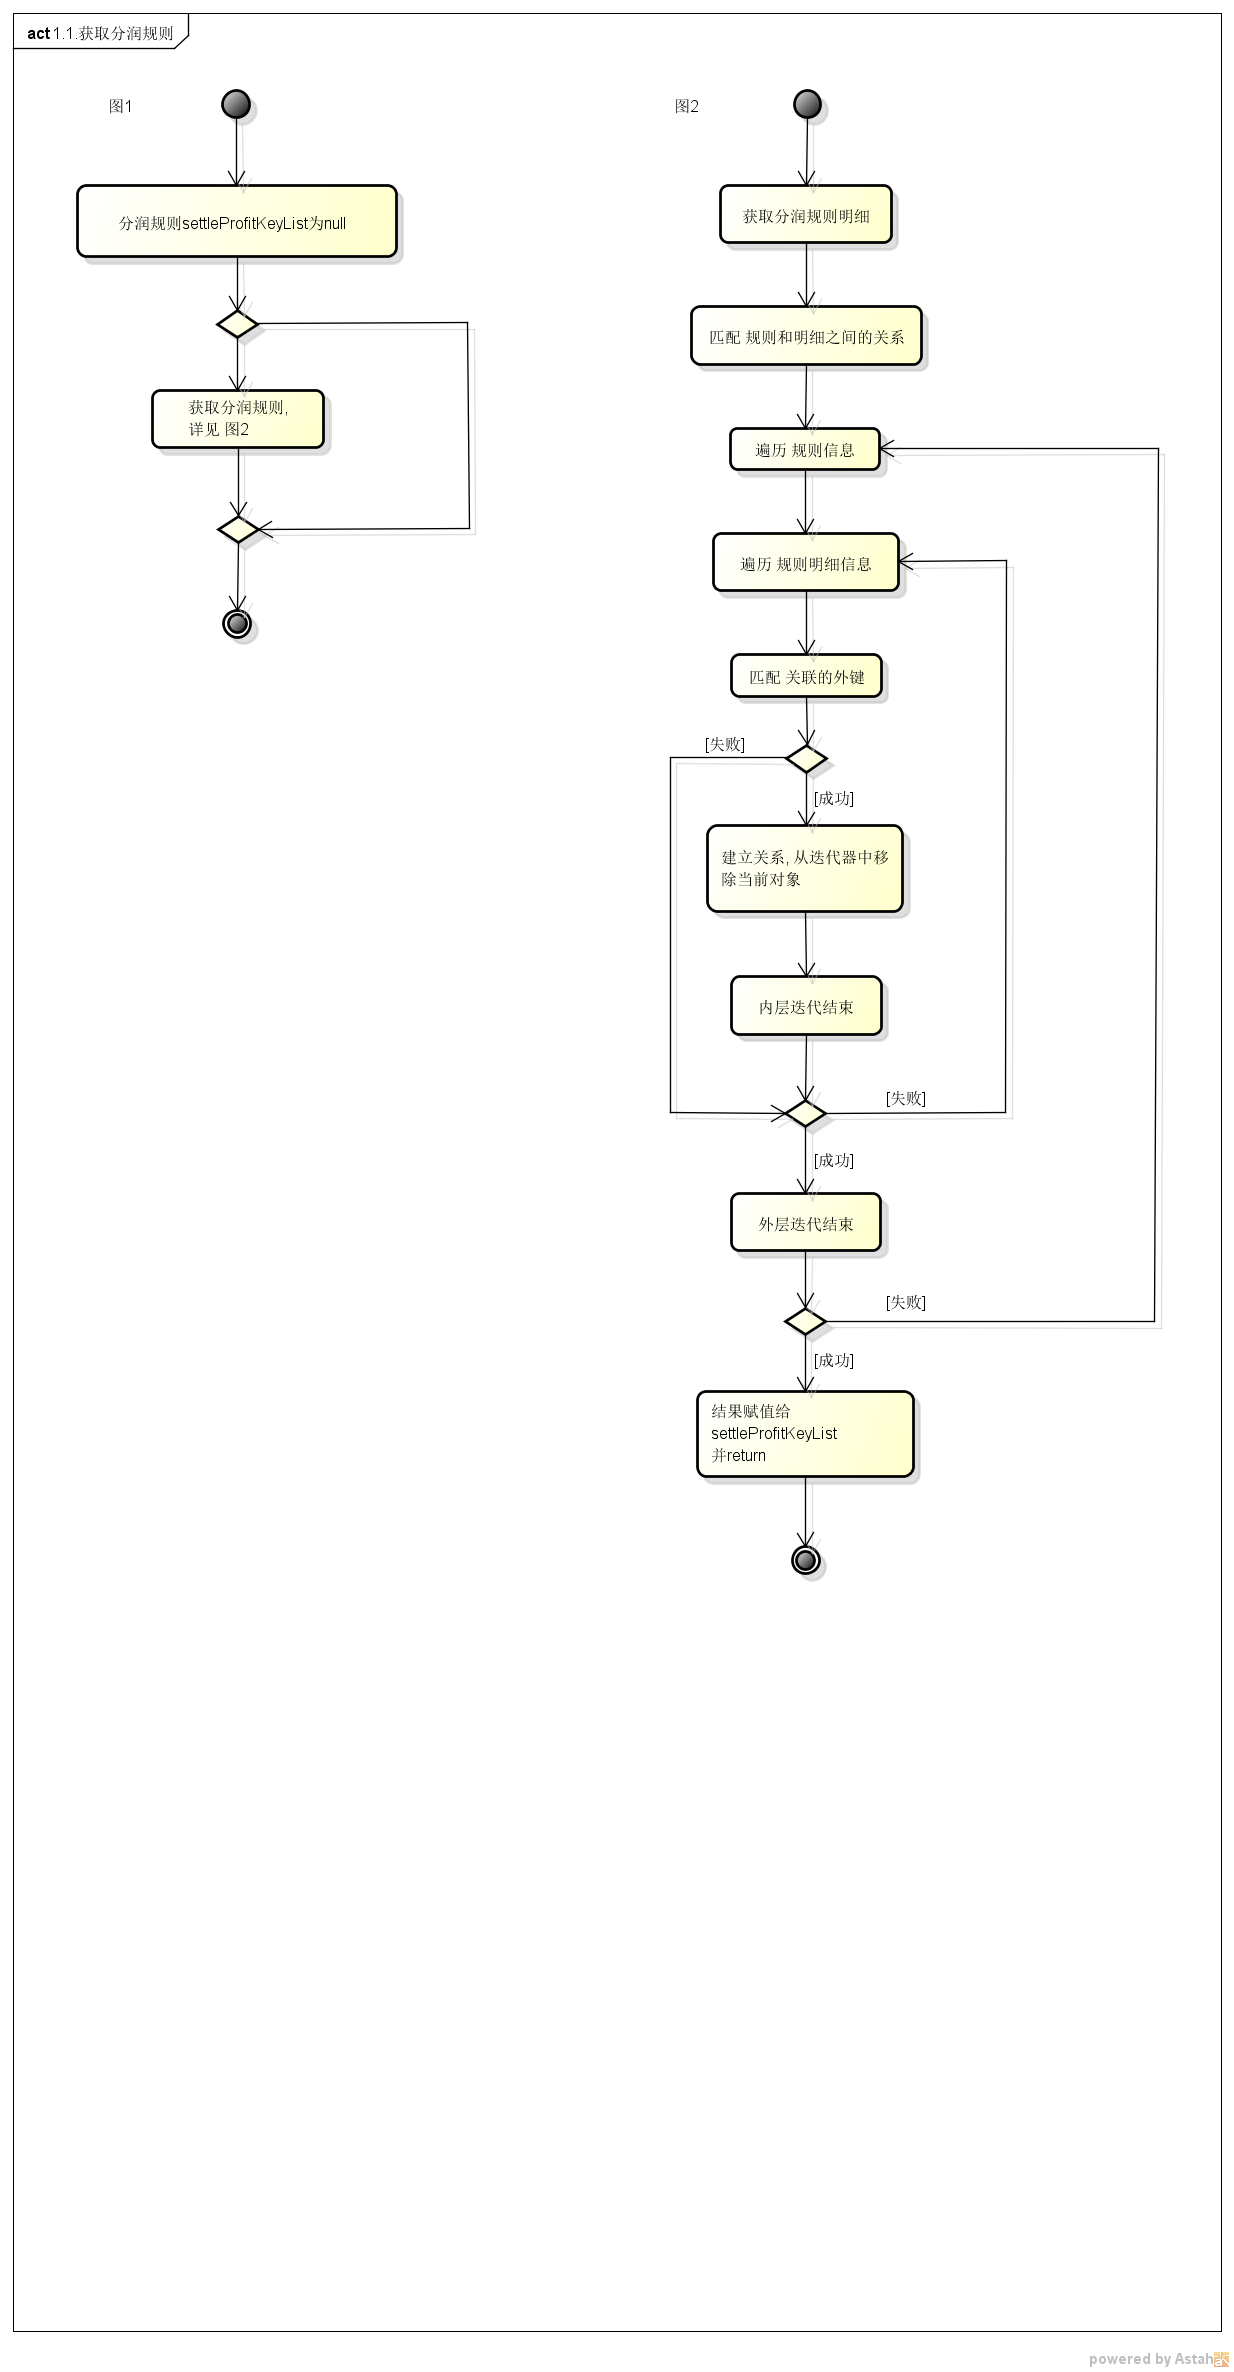 act 1.1.获取分润规则
图1
分润规则settleProfitKeyList为null
获取分润规则,
详见 图2
图2
获取分润规则明细
匹配 规则和明细之间的关系
遍历 规则信息
遍历 规则明细信息
匹配 关联的外键
[失败]
[成功]
建立关系, 从迭代器中移
除当前对象
内层迭代结束
[失败]
[成功]
外层迭代结束
[失败]
[成功]
结果赋值给
settleProfitKeyList
并return
powered by Astah